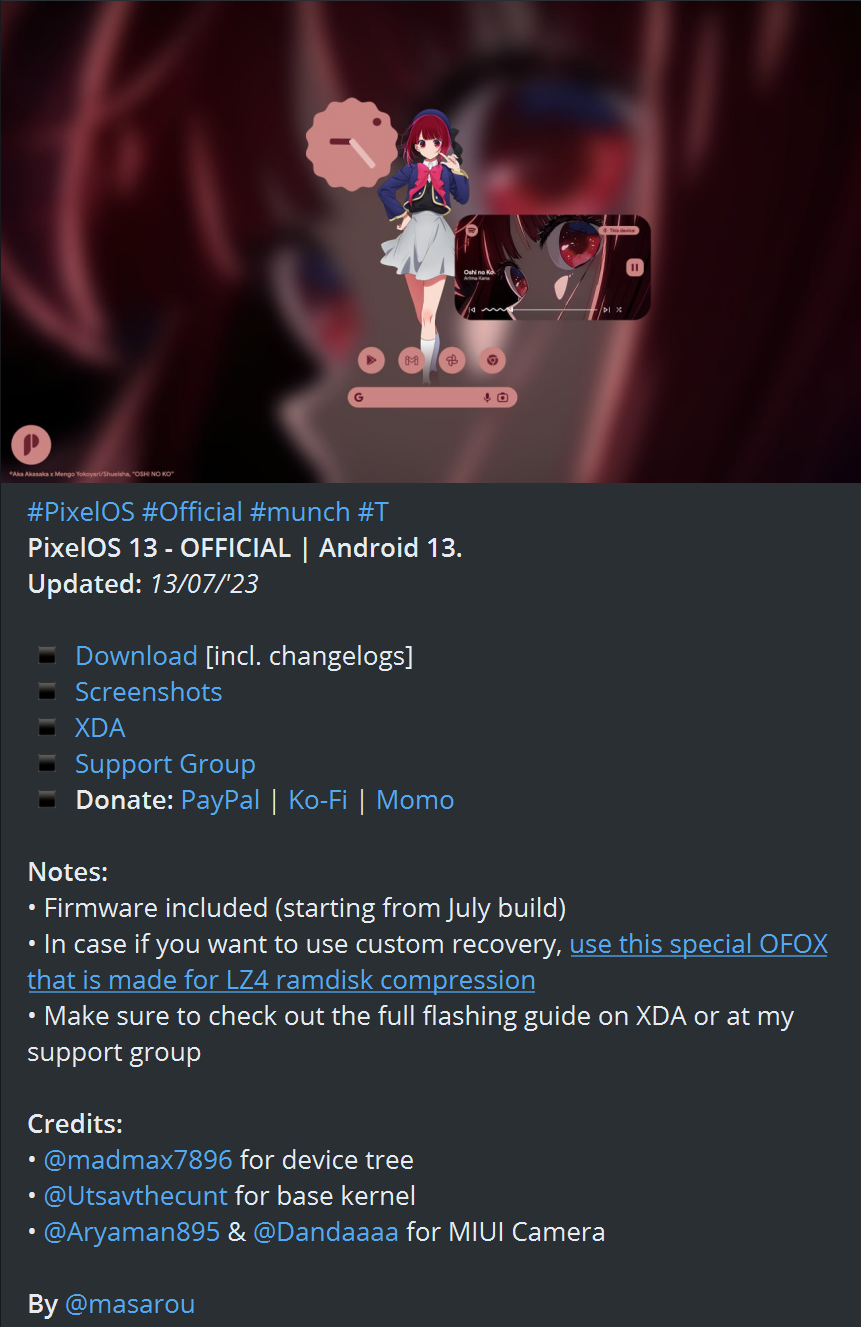 This device
Oshi no Ko
Arima Kana
G
©Aka Akasaka x Mengo Yokoyari/Shueisha, "OSHI NO KO"
#PixelOS #Official #munch #T
PixelOS 13 - OFFICIAL | Android 13.
Updated: 13/07/'23
Download [incl. changelogs]
Screenshots
XDA
Support Group
Donate: PayPal | Ko-Fi | Momo
Notes:
• Firmware included (starting from July build)
• In case if you want to use custom recovery, use this special OFOX
that is made for LZ4 ramdisk compression
• Make sure to check out the full flashing guide on XDA or at my
support group
Credits:
• @madmax7896 for device tree
• @Utsavthecunt for base kernel
• @Aryaman895 & @Dandaaaa for MIUI Camera
By @masarou